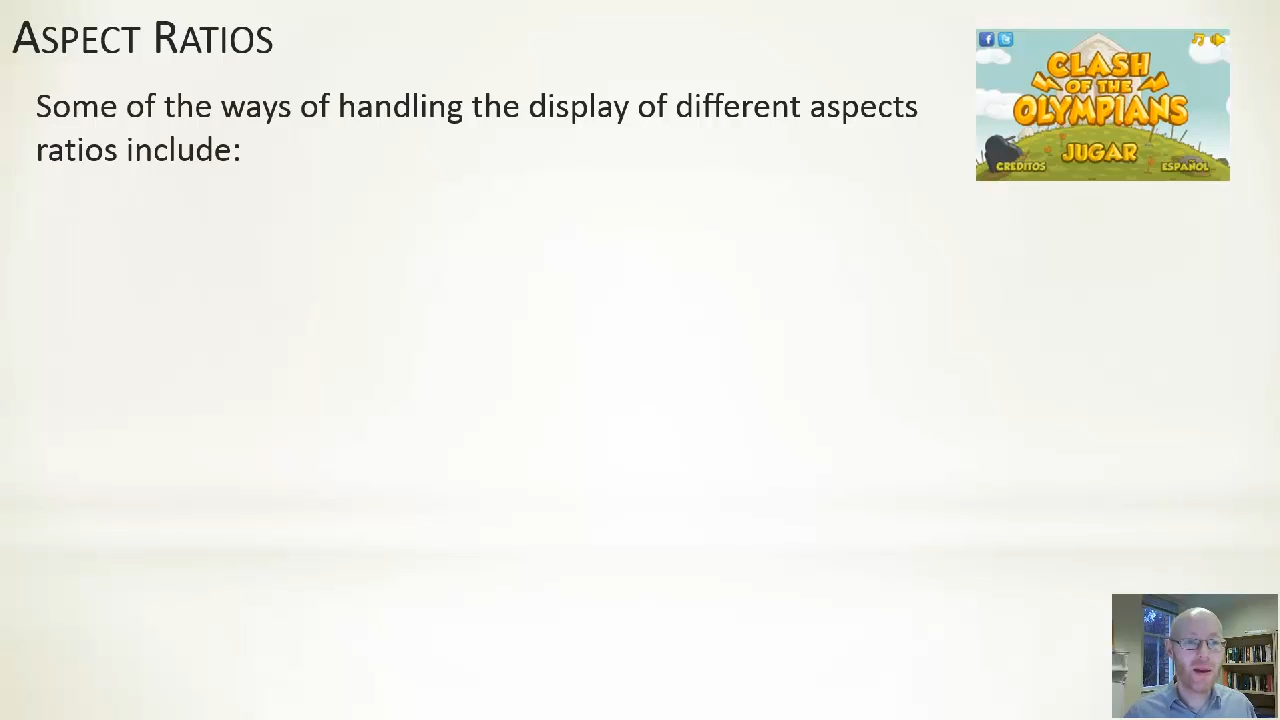 ASPECT RATIOS
Some of the ways of handling the display of different aspects
ratios include:
f
CLASH
OF THE
OLYMPIANS
JUGAR
CREDITOS
ESPAÑOL